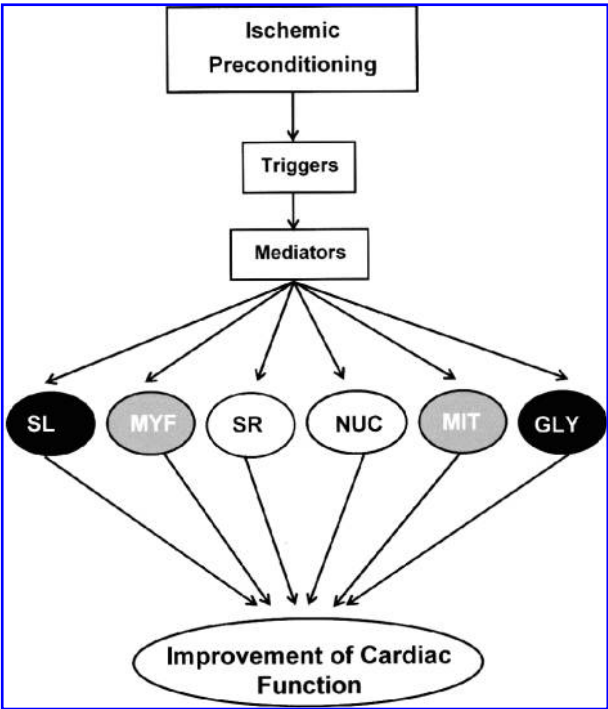 Ischemic
Preconditioning
Triggers
Mediators
SL
MYF
SR
NUC
MIT
GLY
Improvement of Cardiac
Function